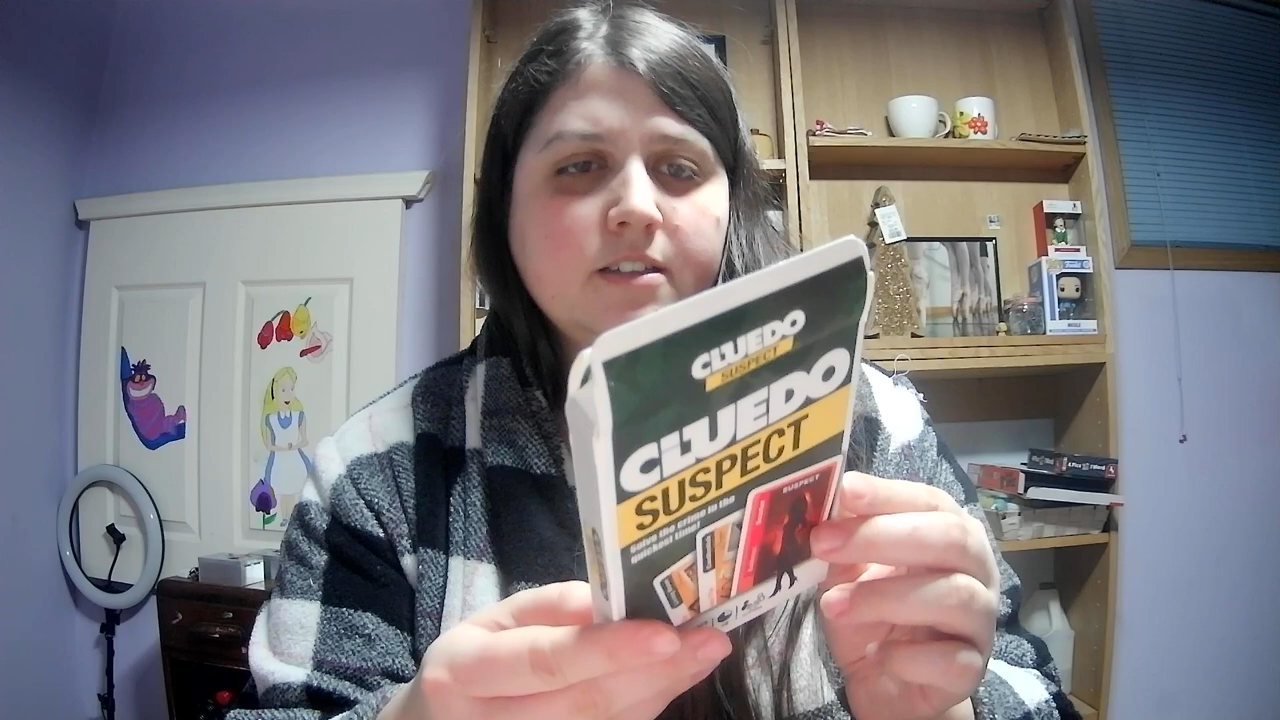 CLUEDO
SUSPECT
CLUEDO
SUSPECT
Solve the crime in the
quickest time!
SUSPECT